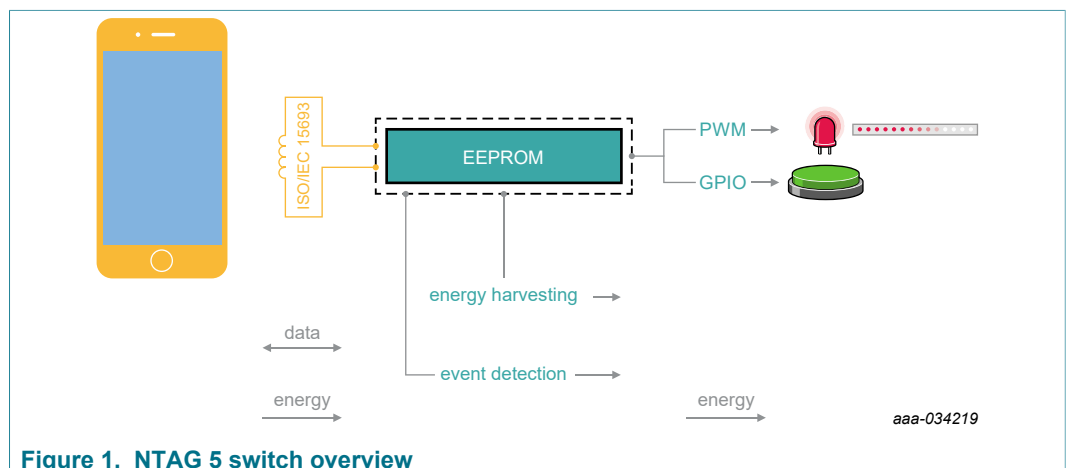 ISO/IEC 15693
EEPROM
PWM
GPIO
energy harvesting
data
event detection
energy
energy
aaa-034219
Figure 1. NTAG 5 switch overview